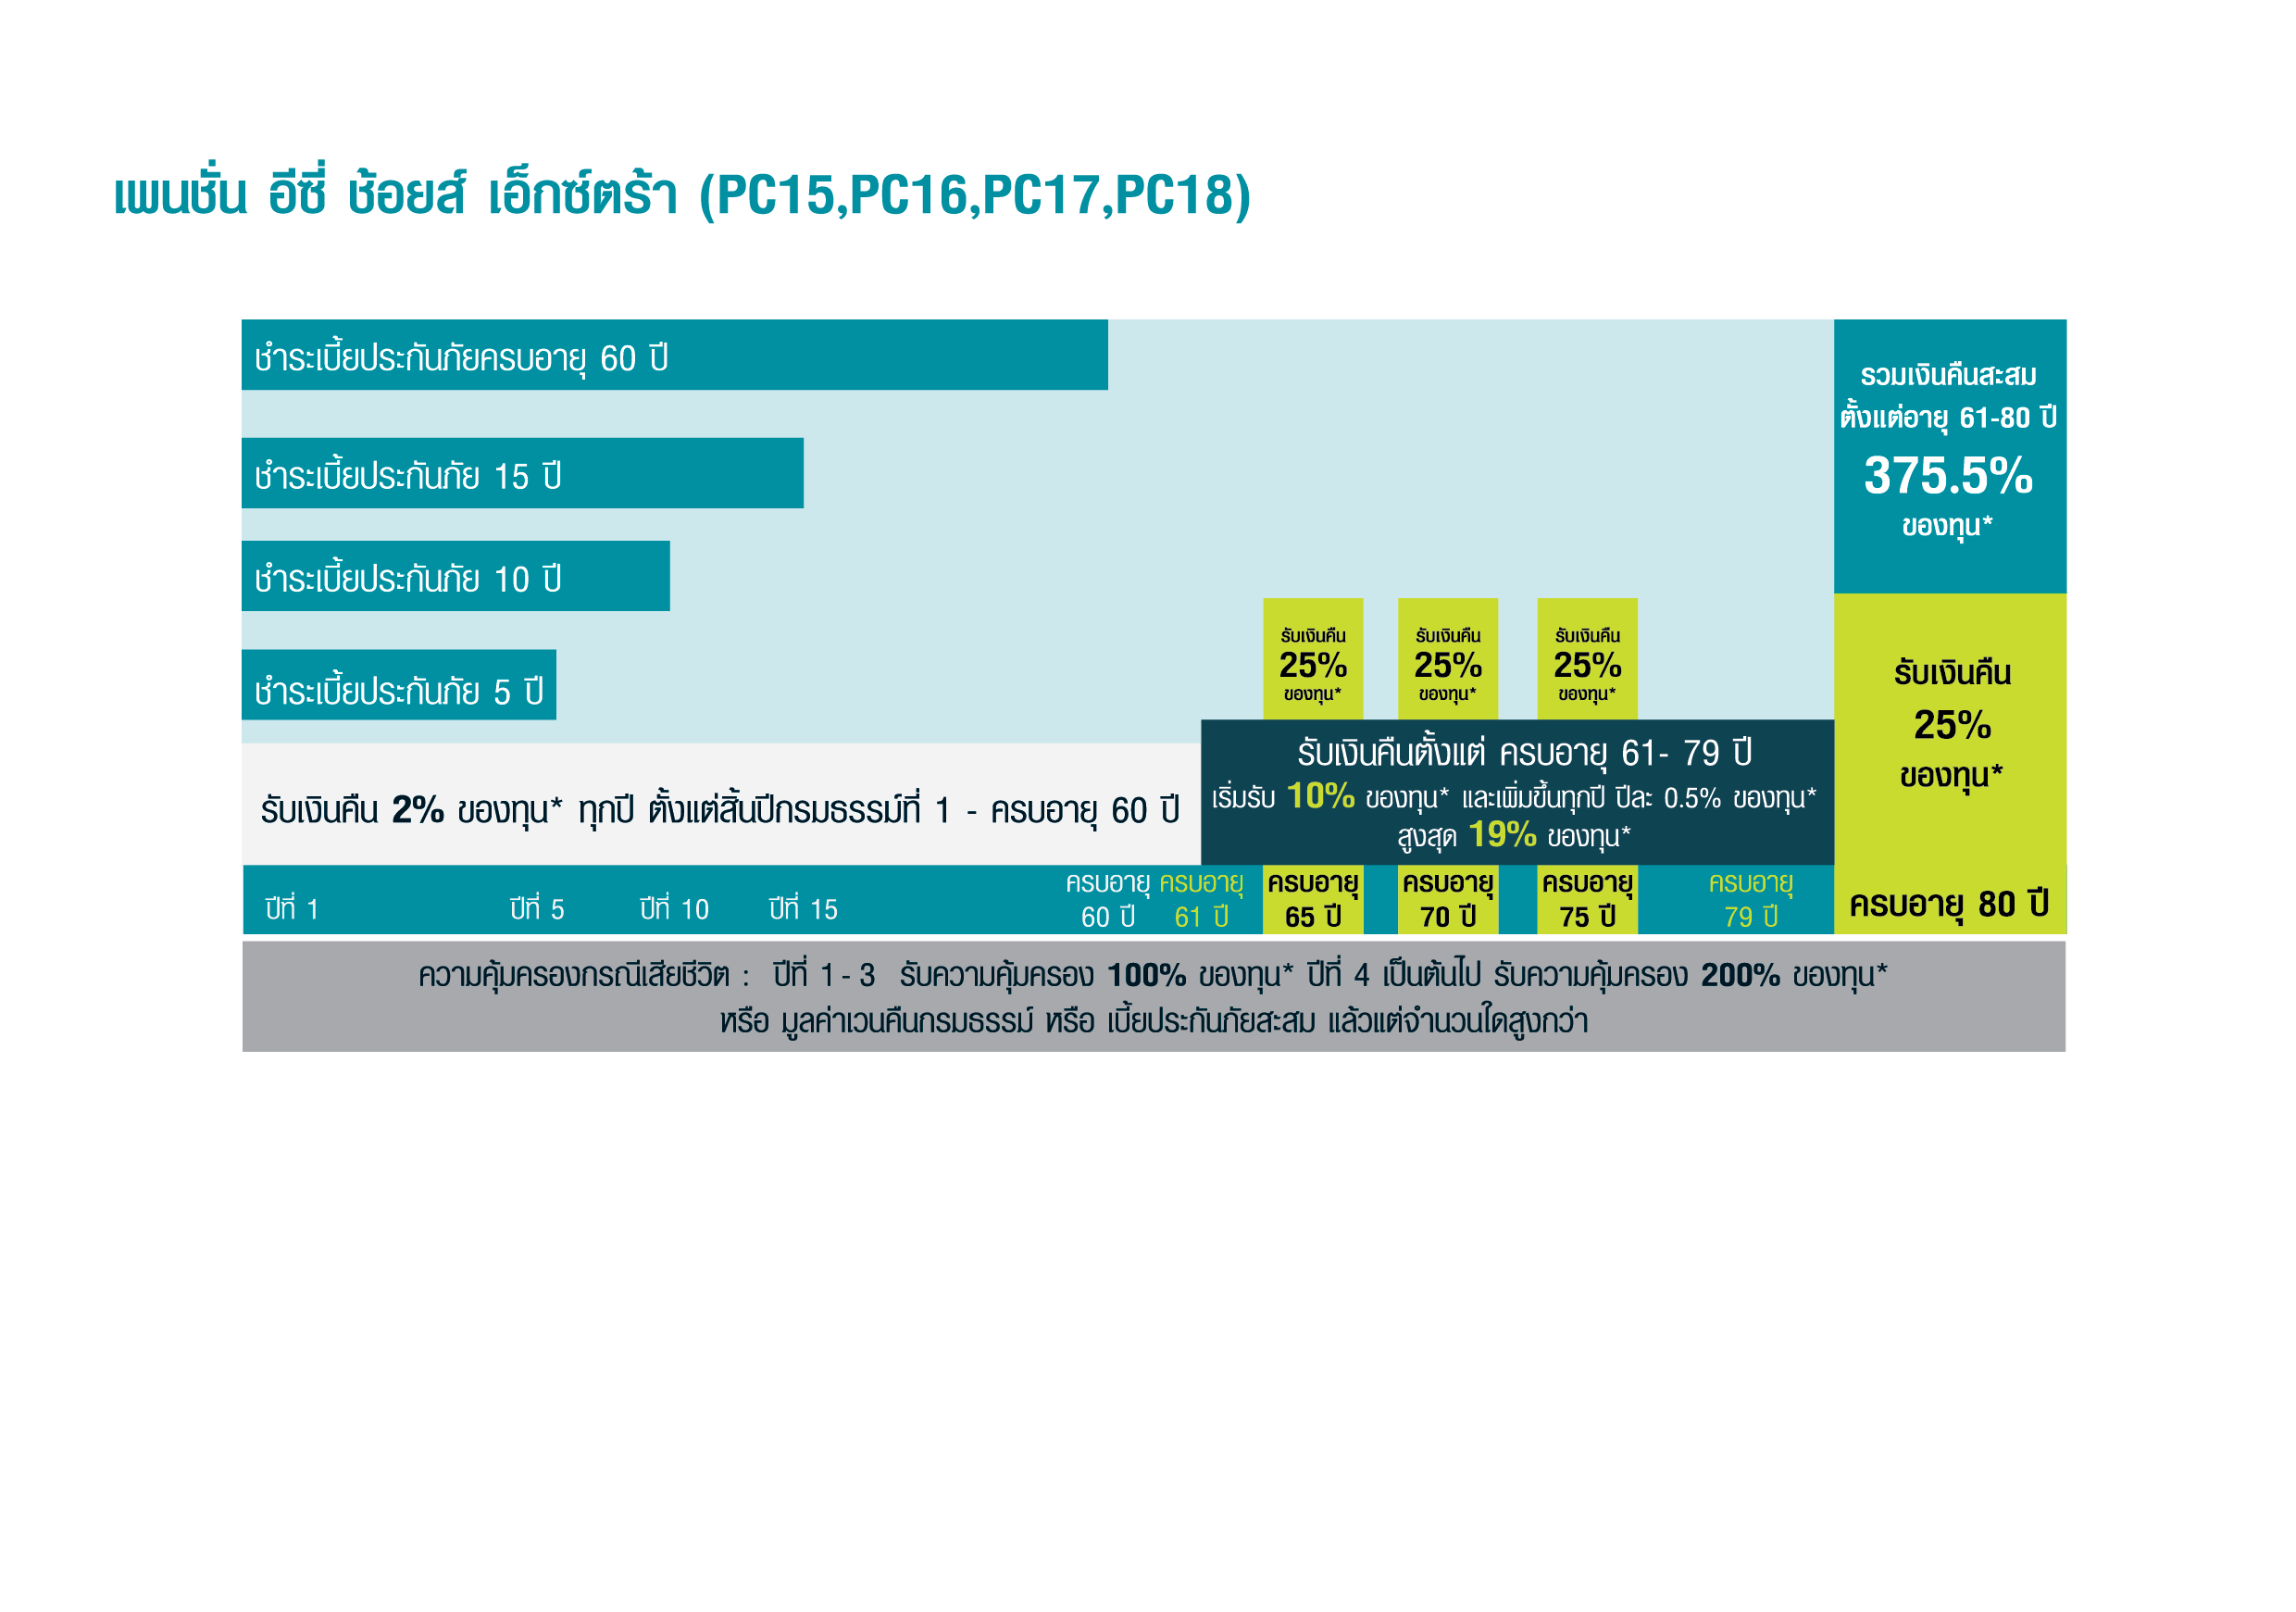 เพนชั่น อีซี่ ช้อยส์ เอ็กซ์ตร้า (PC15,PC16,PC17,PC18)
ชำระเบี้ยประกันภัยครบอายุ 60 ปี
ชำระเบี้ยประกันภัย 15 ปี
ชำระเบี้ยประกันภัย 10 ปี
ชำระเบี้ยประกันภัย 5 ปี
รวมเงินคืนสะสม
ตั้งแต่อายุ 61-80 ปี
375.5%
ของทุน*
รับเงินคืน
25%
ของทุน*
รับเงินคืน
25%
ของทุน*
รับเงินคืน
25%
ของทุน*
รับเงินคืน
25%
ของทุน*
รับเงินคืน 2% ของทุน* ทุกปี ตั้งแต่สิ้นปีกรมธรรม์ที่ 1 - ครบอายุ 60 ปี
รับเงินคืนตั้งแต่ ครบอายุ 61- 79 ปี
เริ่มรับ 10% ของทุน* และเพิ่มขึ้นทุกปี ปีละ 0.5% ของทุน*
สูงสุด 19% ของทุน*
ปีที่ 1
ปีที่ 5
ปีที่ 10
ปีที่ 15
ครบอายุ
60 ปี
ครบอายุ
61 ปี
ครบอายุ
65 ปี
ครบอายุ
70 ปี
ครบอายุ
75 ปี
ครบอายุ
79 ปี
ครบอายุ 80 ปี
ความคุ้มครองกรณีเสียชีวิต : ปีที่ 1 - 3 รับความคุ้มครอง 100% ของทุน* ปีที่ 4 เป็นต้นไป รับความคุ้มครอง 200% ของทุน*
หรือ มูลค่าเวนคืนกรมธรรม์ หรือ เบี้ยประกันภัยสะสม แล้วแต่จำนวนใดสูงกว่า